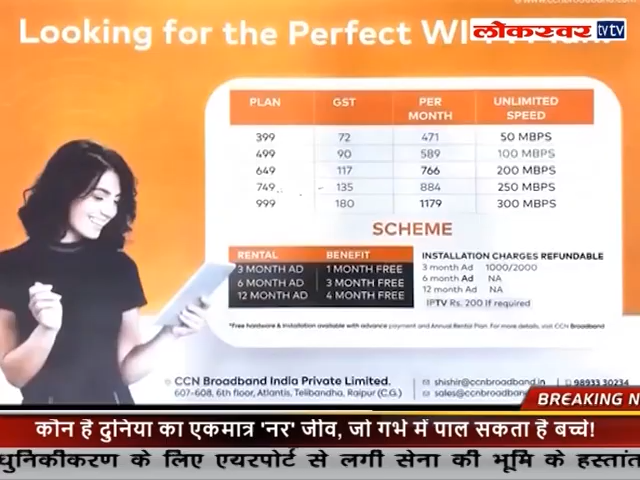 www.ccnbroadband.com
Looking for the Perfect
लोकस्वर tv
PLAN GST PER MONTH UNLIMITED SPEED
399 72 471 50 MBPS
499 90 589 100 MBPS
649 117 766 200 MBPS
749 135 884 250 MBPS
999 180 1179 300 MBPS
SCHEME
RENTAL BENEFIT
3 MONTH AD 1 MONTH FREE
6 MONTH AD 3 MONTH FREE
12 MONTH AD 4 MONTH FREE
INSTALLATION CHARGES REFUNDABLE
3 month Ad 1000/2000
6 month Ad NA
12 month Ad NA
IPTV Rs. 200 If required
*Free hardware & Installation available with advance payment and Annual Rental Plan. For more details, visit CCN Broadband
CCN Broadband India Private Limited.
607-608, 6th floor, Atlantis, Telibandha, Raipur (C.G.)
shishir@ccnbroadband.in
sales@ccnbroadband
98933 30234
BREAKING N
कौन है दुनिया का एकमात्र 'नर' जीव, जो गर्भ में पाल सकता है बच्चे!
धुनिकीकरण के लिए एयरपोर्ट से लगी सेना की भूमि के हस्तांत